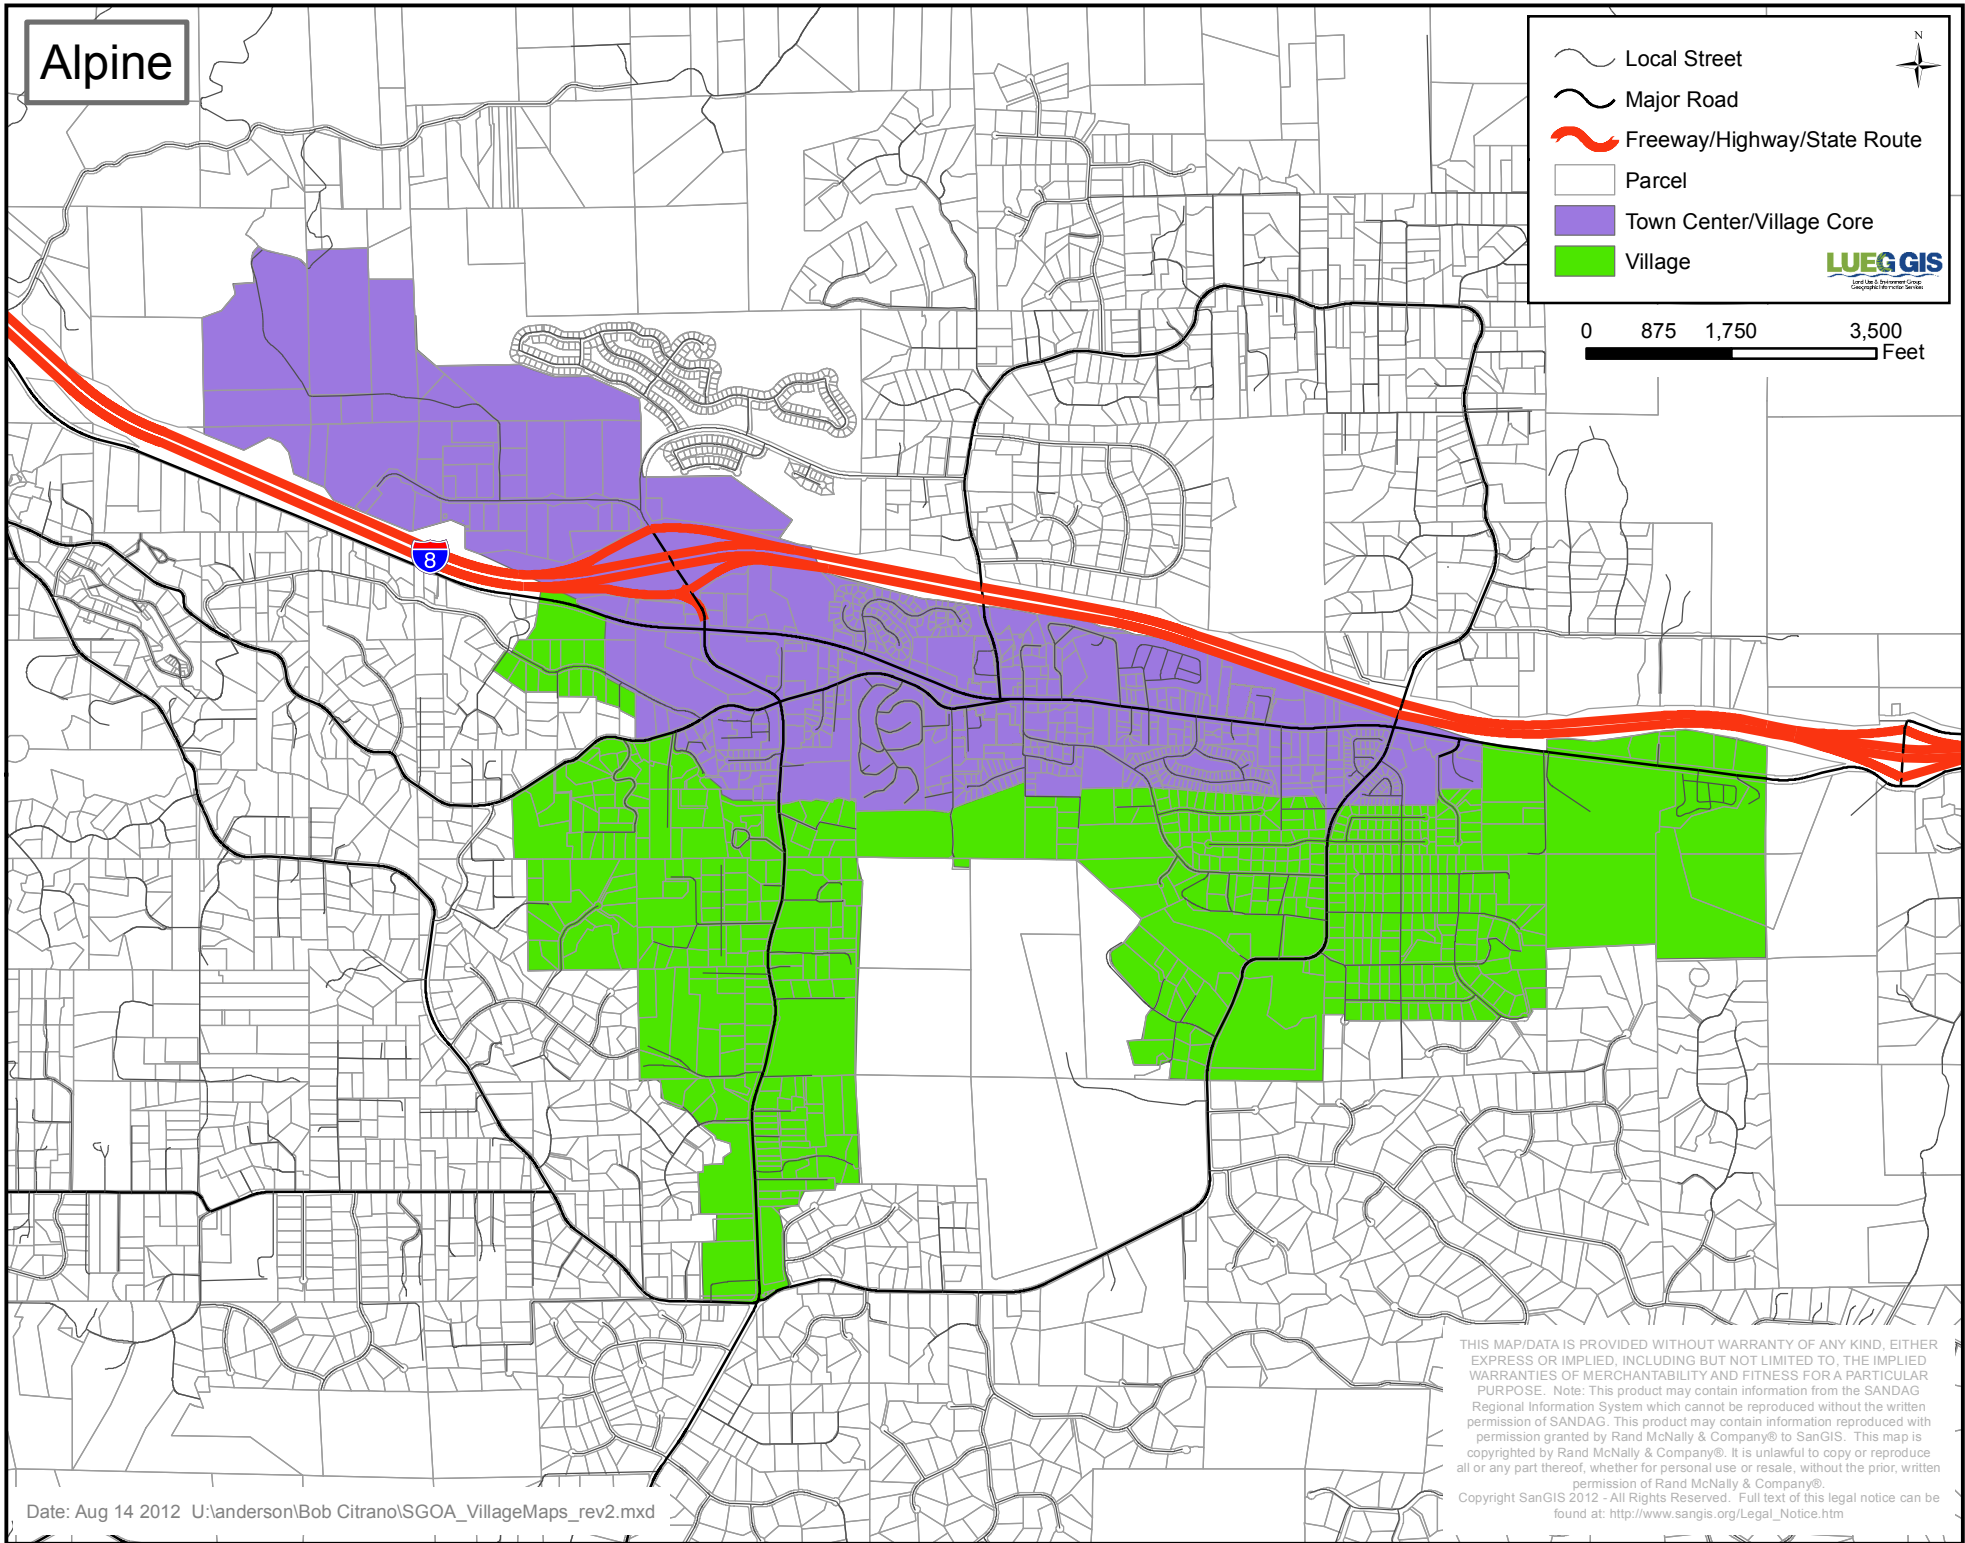 Alpine
N
Local Street
Major Road
Freeway/Highway/State Route
Parcel
Town Center/Village Core
Village
LUEG GIS
Land Use & Environment Group
Geographic Information Services
0 875 1,750 3,500
Feet
8
THIS MAP/DATA IS PROVIDED WITHOUT WARRANTY OF ANY KIND, EITHER
EXPRESS OR IMPLIED, INCLUDING BUT NOT LIMITED TO, THE IMPLIED
WARRANTIES OF MERCHANTABILITY AND FITNESS FOR A PARTICULAR
PURPOSE. Note: This product may contain information from the SANDAG
Regional Information System which cannot be reproduced without the written
permission of SANDAG. This product may contain information reproduced with
permission granted by Rand McNally & Company® to SanGIS. This map is
copyrighted by Rand McNally & Company®. It is unlawful to copy or reproduce
all or any part thereof, whether for personal use or resale, without the prior, written
permission of Rand McNally & Company®.
Copyright SanGIS 2012 - All Rights Reserved. Full text of this legal notice can be
found at: http://www.sangis.org/Legal_Notice.htm
Date: Aug 14 2012 U:\anderson\Bob Citrano\SGOA_VillageMaps_rev2.mxd